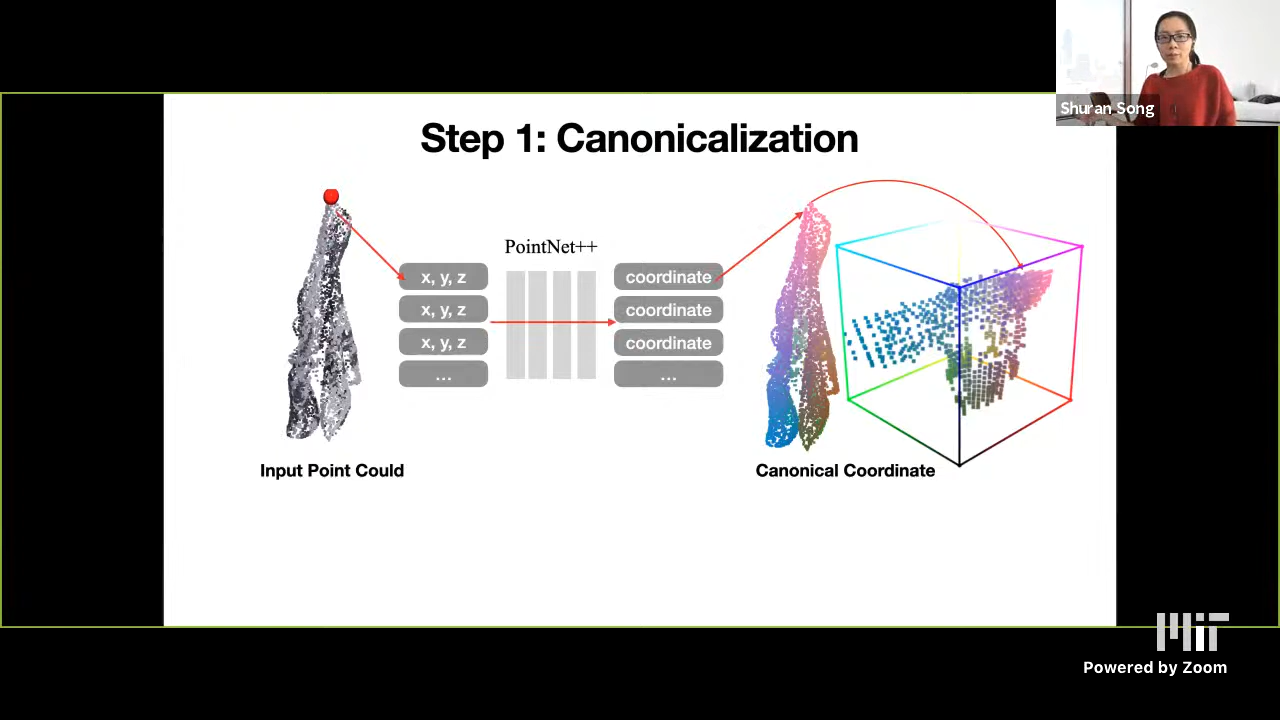 Shuran Song
Step 1: Canonicalization
PointNet++
x, y, z
x, y, z
x, y, z
...
coordinate
coordinate
coordinate
...
Input Point Could
Canonical Coordinate
MIT
Powered by Zoom